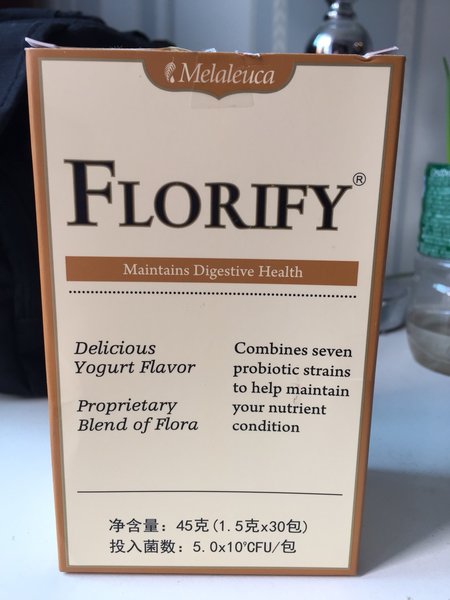 Melaleuca
FLORIFY®
Maintains Digestive Health
Delicious
Yogurt Flavor
Proprietary
Blend of Flora
Combines seven
probiotic strains
to help maintain
your nutrient
condition
净含量：45克(1.5克x30包)
投入菌数：5.0x10⁹CFU/包